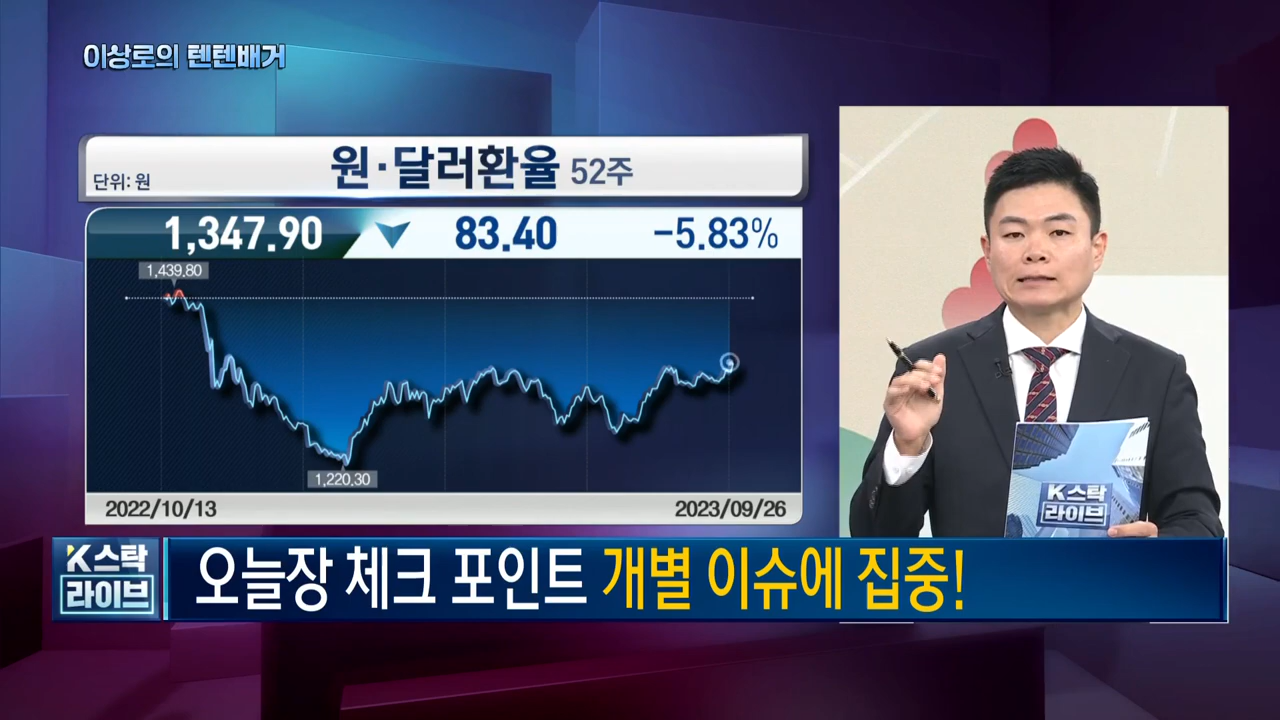 이상로의 텐텐배거
단위: 원
원·달러환율 52주
1,347.90 ▼ 83.40 -5.83%
1,439.80
1,220.30
2022/10/13 2023/09/26
K스탁
라이브
K스탁
라이브
오늘장 체크 포인트 개별 이슈에 집중!